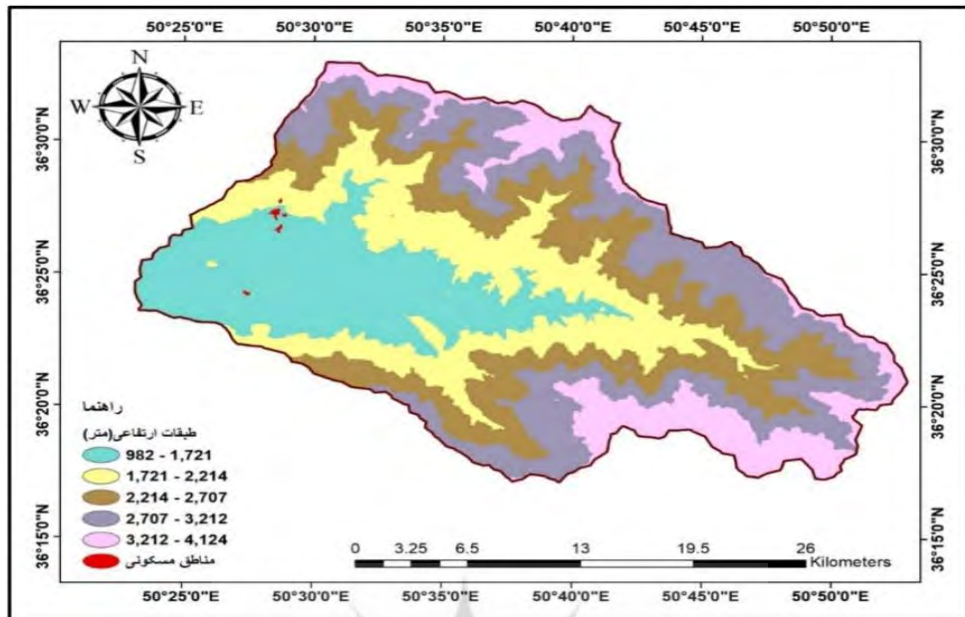 50°25'0"E 50°30'0"E 50°35'0"E 50°40'0"E 50°45'0"E 50°50'0"E
N
W E
S
36°30'0"N 36°30'0"N
36°25'0"N 36°25'0"N
36°20'0"N 36°20'0"N
36°15'0"N 36°15'0"N
راهنما
طبقات ارتفاعی(متر)
982 - 1,721
1,721 - 2,214
2,214 - 2,707
2,707 - 3,212
3,212 - 4,124
مناطق مسکونی
0 3.25 6.5 13 19.5 26
Kilometers
50°25'0"E 50°30'0"E 50°35'0"E 50°40'0"E 50°45'0"E 50°50'0"E